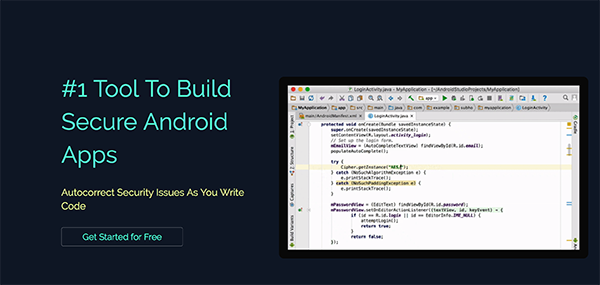 #1 Tool To Build
Secure Android
Apps
Autocorrect Security Issues As You Write
Code
Get Started for Free
LoginActivity.java - MyApplication - [~/AndroidStudioProjects/MyApplication]
app
MyApplication app src main java com example Myapplication LoginActivity
main/AndroidManifest.xml LoginActivity.java
protected void onCreate(Bundle savedInstanceState) {
super.onCreate(savedInstanceState);
setContentView(R.layout.activity_login);
// Set up the login form.
mEmailView = (AutoCompleteTextView) findViewById(R.id.email);
populateAutoComplete();
try {
Cipher.getInstance("AES
} catch (NoSuchAlgorithmException e) {
e.printStackTrace();
} catch (NoSuchPaddingException e) {
e.printStackTrace();
}
mPasswordView = (EditText) findViewById(R.id.password);
mPasswordView.setOnEditorActionListener((textView, id, keyEvent) → {
if (id == R.id.login || id == EditorInfo.IME_NULL) {
attemptLogin();
return true;
}
return false;
});
1: Project
Structure
Captures
Build Variants
Gradle